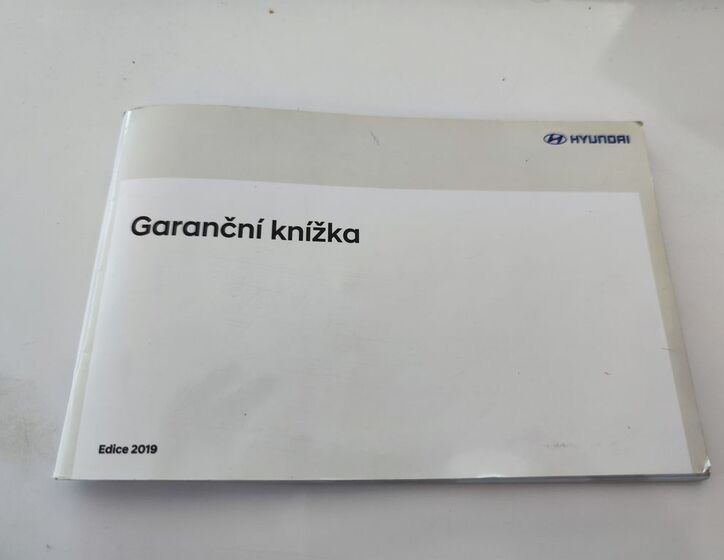 HYUNDAI
Garanční knížka
Edice 2019